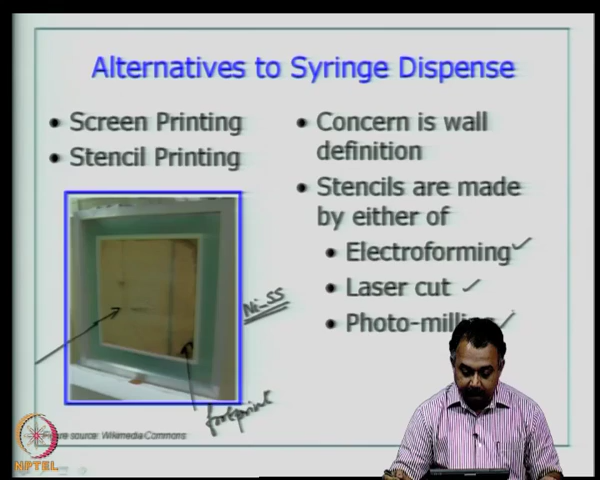 Alternatives to Syringe Dispense
• Screen Printing
• Stencil Printing
• Concern is wall
definition
• Stencils are made
by either of
• Electroforming
• Laser cut
• Photo-milling
Ni-SS
footprint
Figure source: Wikimedia Commons
NPTEL